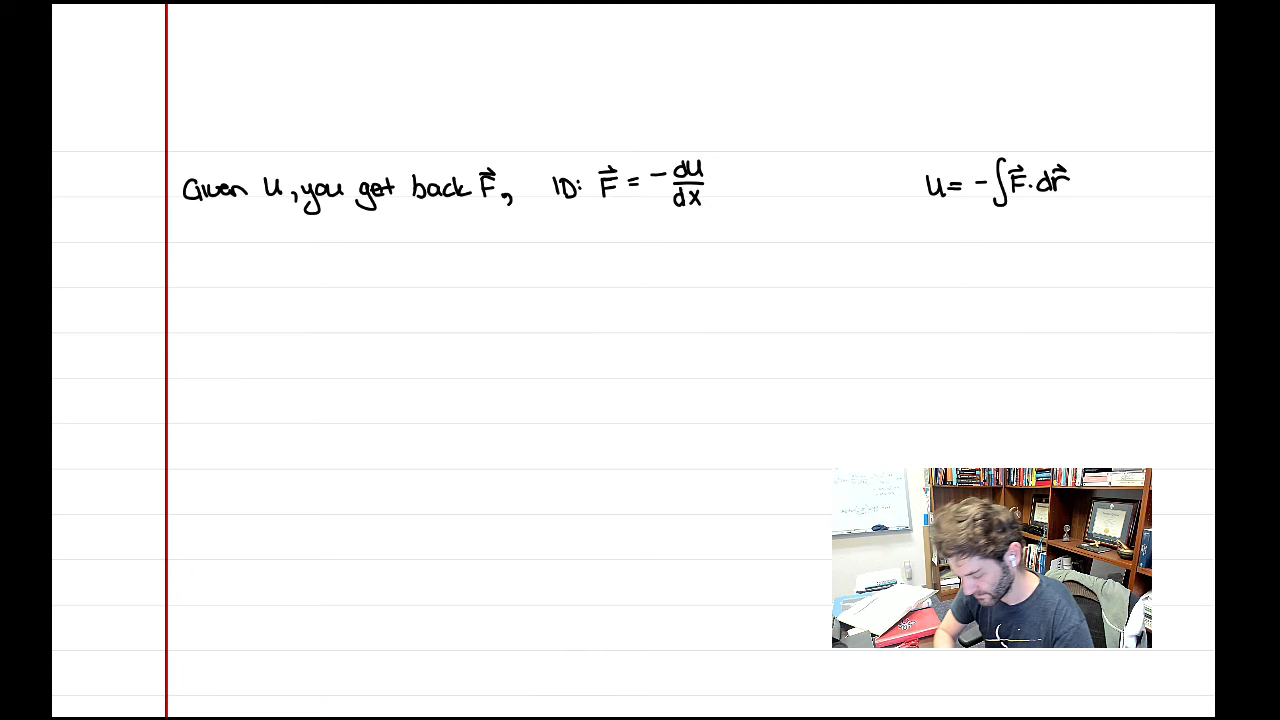 Given U, you get back F⃗, 1D: F⃗ = -dU/dx U = -∫F⃗·dr⃗